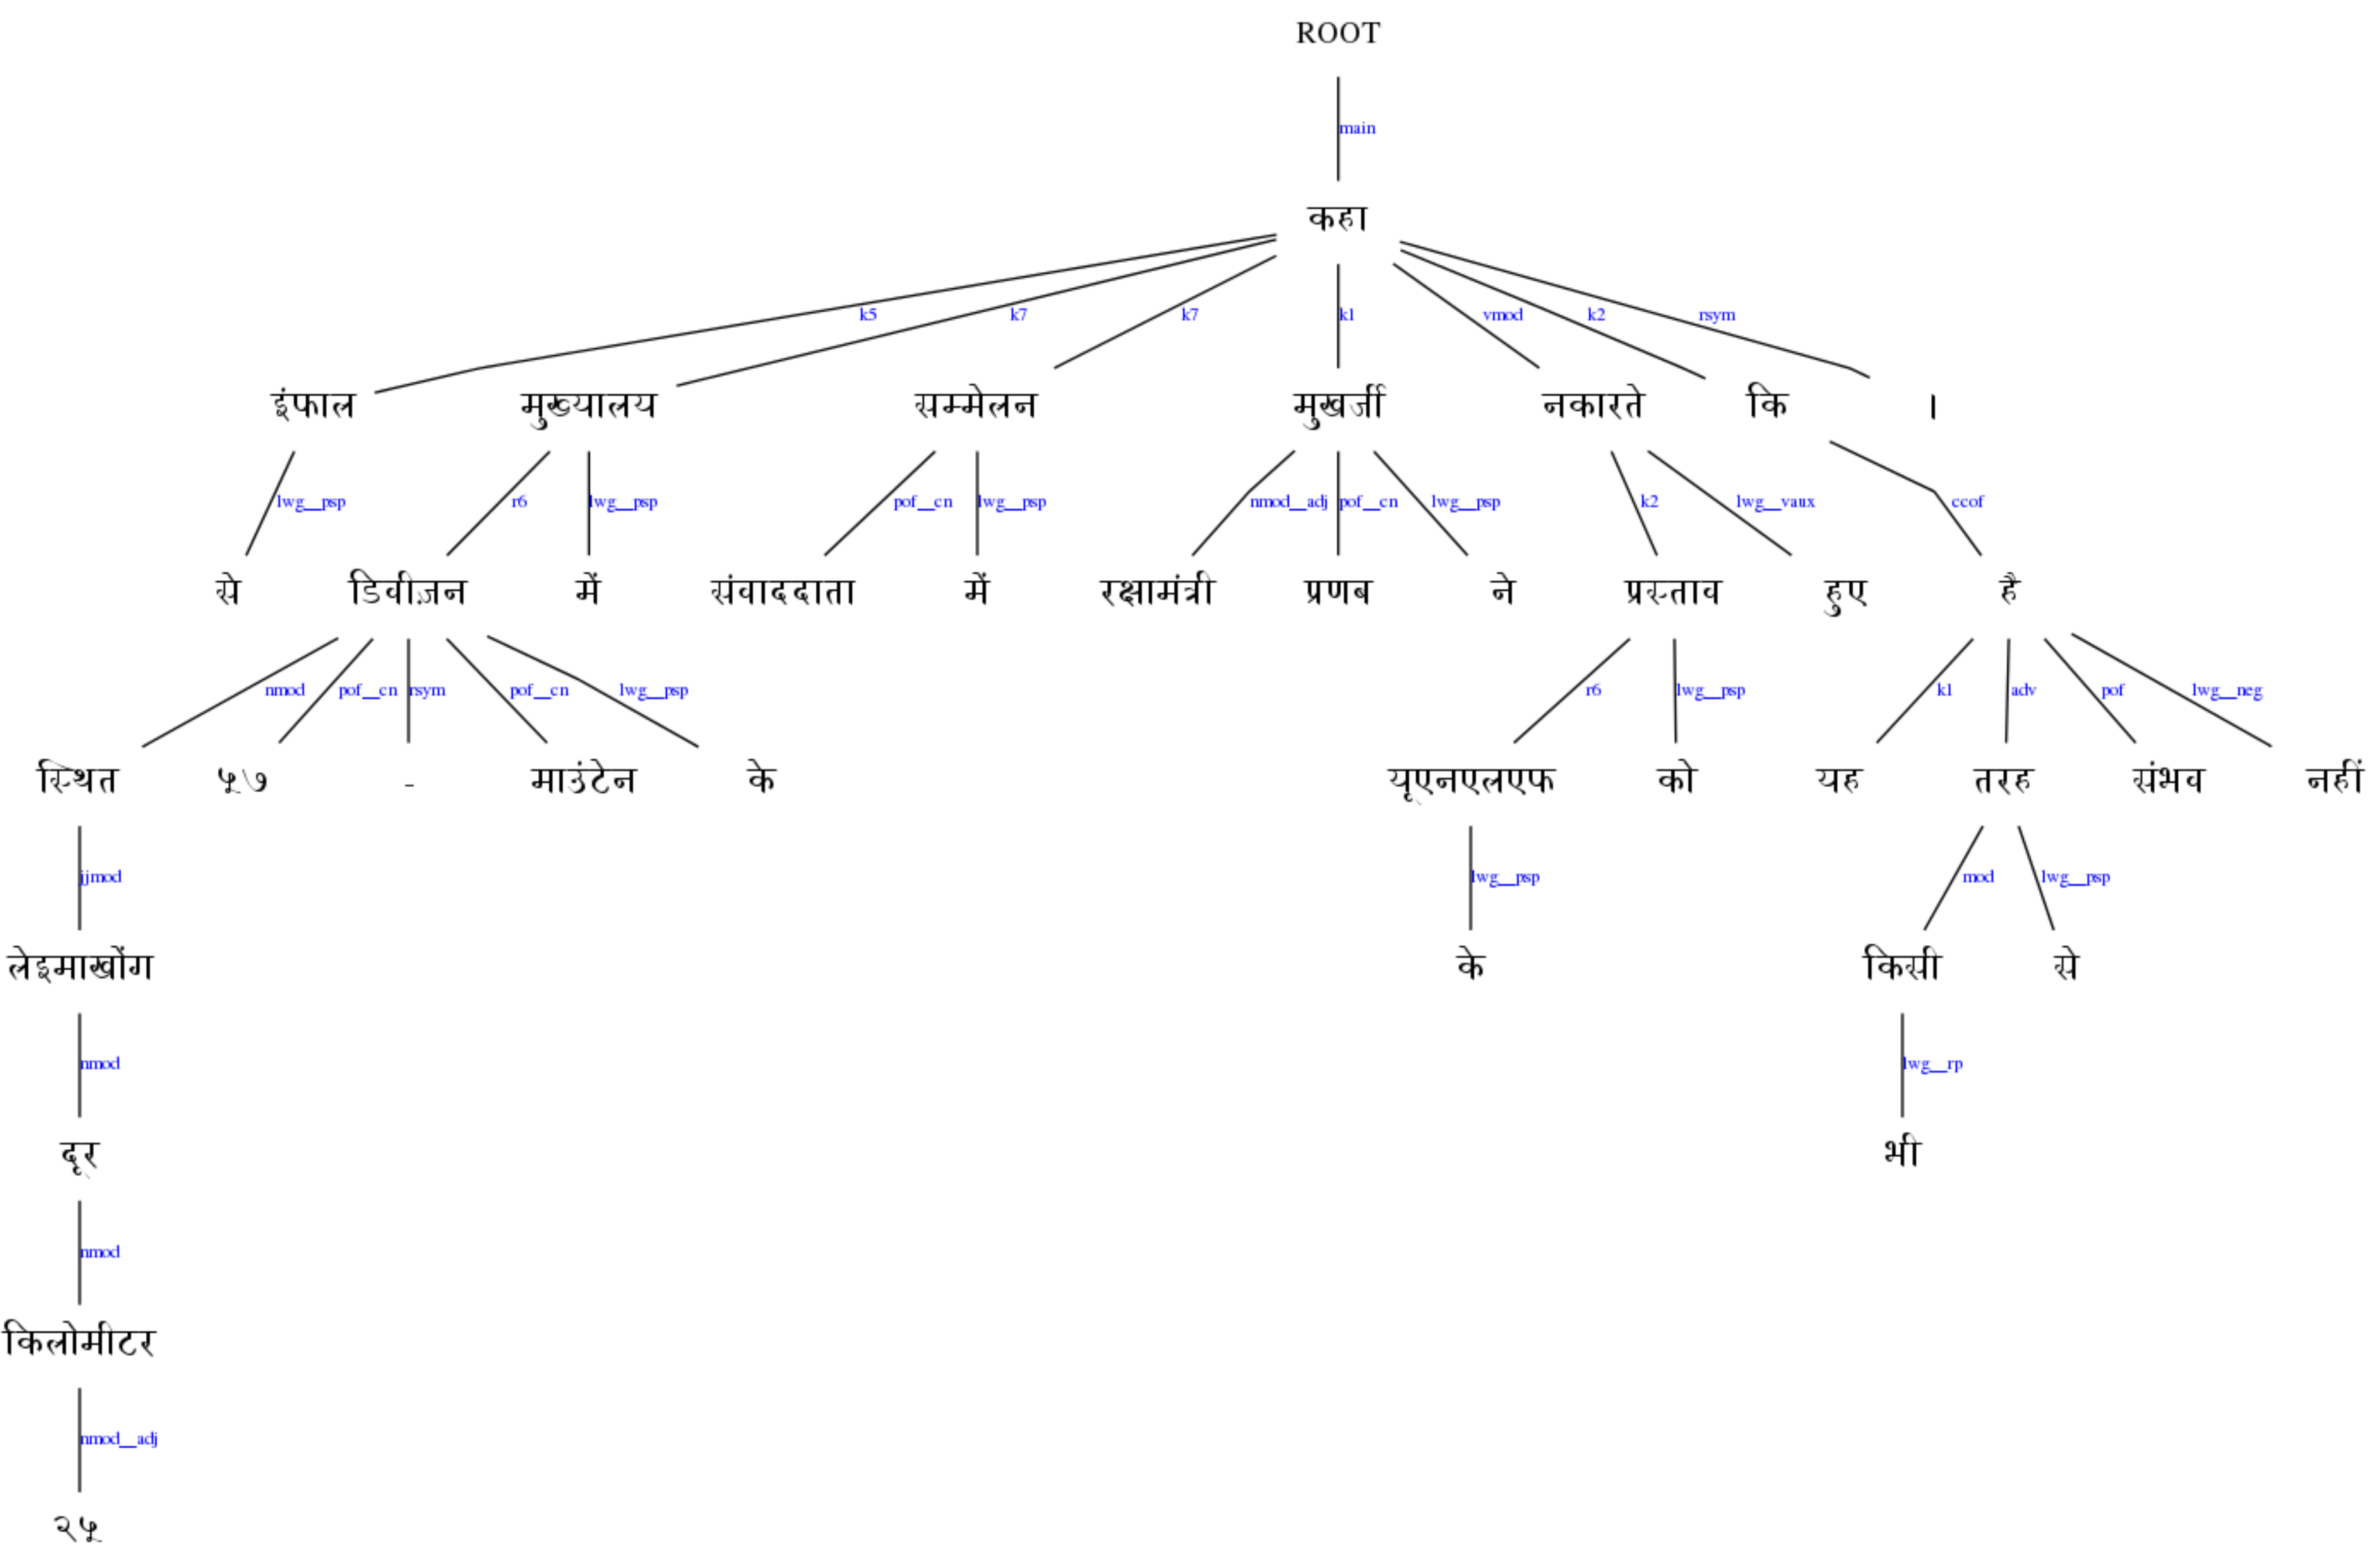 ROOT
main
कहा
k5 k7 k7 k1 vmod k2 rsym
इंफाल मुख्यालय सम्मेलन मुखर्जी नकारते कि ।
lwg__psp r6 lwg__psp pof__cn lwg__psp nmod__adj pof__cn lwg__psp k2 lwg__vaux ccof
से डिवीज़न में संवाददाता में रक्षामंत्री प्रणब ने प्रस्ताव हुए है
nmod pof__cn rsym pof__cn lwg__psp r6 lwg__psp k1 adv pof lwg__neg
स्थित ५७ - माउंटेन के यूएनएलएफ को यह तरह संभव नहीं
jjmod lwg__psp mod lwg__psp
लेइमाखोंग के किसी से
nmod lwg__rp
दूर भी
nmod
किलोमीटर
nmod__adj
२५